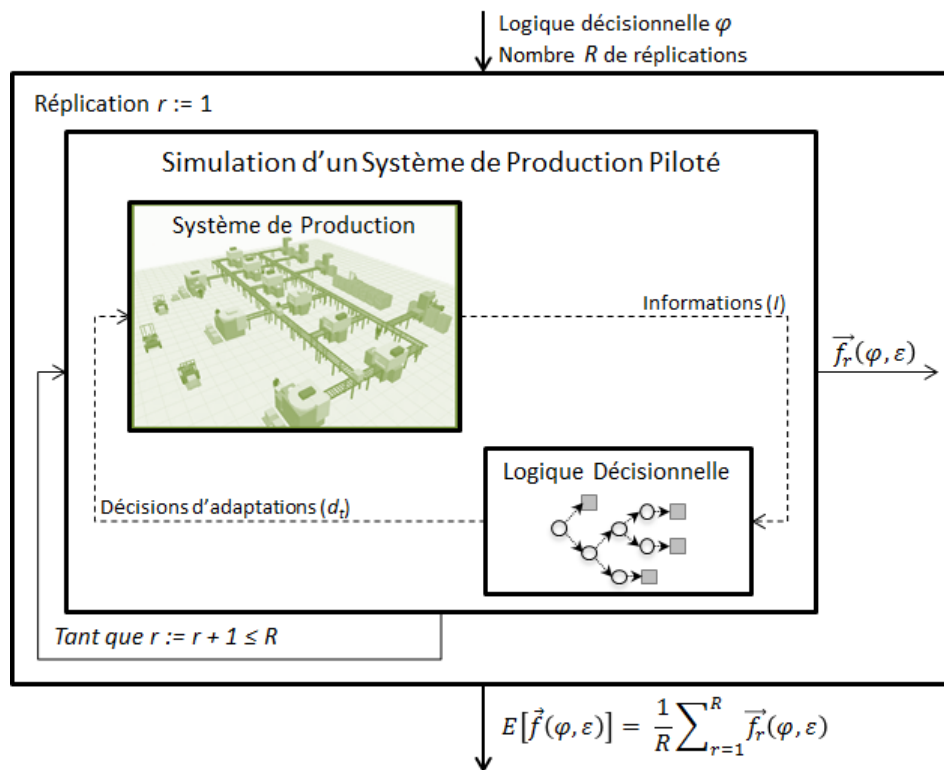 Logique décisionnelle φ
Nombre R de réplications
Réplication r := 1
Simulation d'un Système de Production Piloté
Système de Production
Informations (I)
f⃗ᵣ(φ, ε)
Logique Décisionnelle
Décisions d'adaptations (dₜ)
Tant que r := r + 1 ≤ R
E[f⃗(φ, ε)] = 1/R ∑ᵣ₌₁ᴿ f⃗ᵣ(φ, ε)